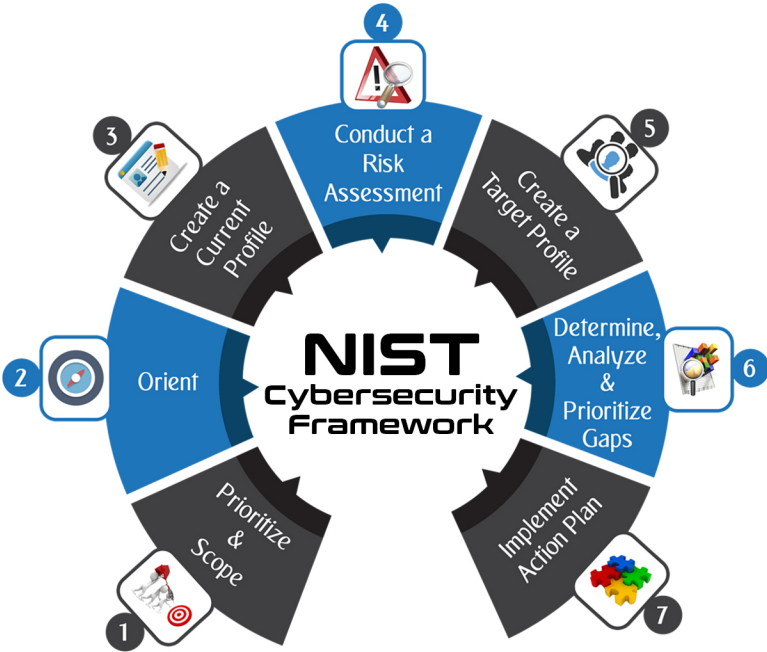 NIST
Cybersecurity
Framework
1
Prioritize
&
Scope
2
Orient
3
Create a
Current
Profile
4
Conduct a
Risk
Assessment
5
Create a
Target Profile
6
Determine,
Analyze
&
Prioritize
Gaps
7
Implement
Action Plan